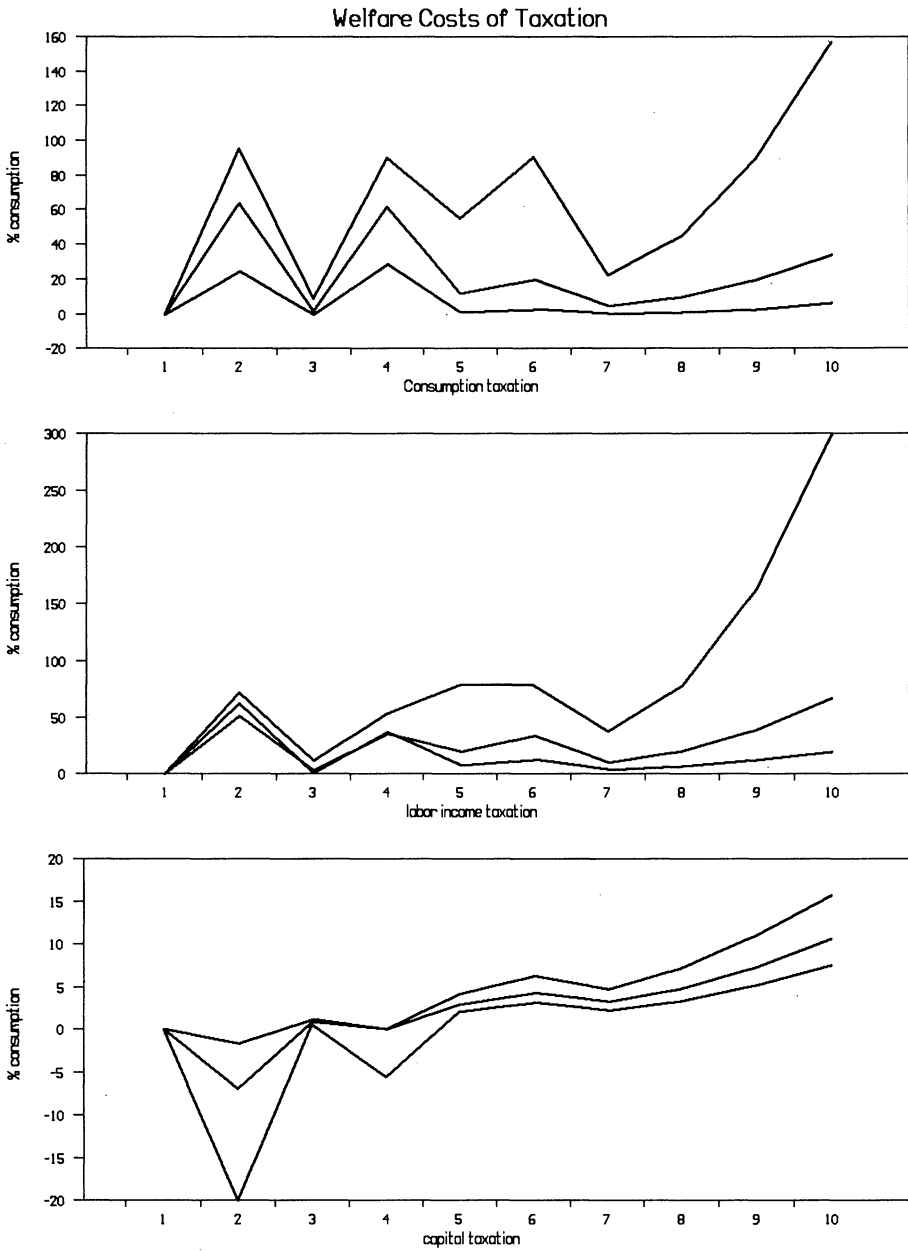 Welfare Costs of Taxation
160
140
120
100
80
60
40
20
0
-20
% consumption
1 2 3 4 5 6 7 8 9 10
Consumption taxation
300
250
200
150
100
50
0
% consumption
1 2 3 4 5 6 7 8 9 10
labor income taxation
20
15
10
5
0
-5
-10
-15
-20
% consumption
1 2 3 4 5 6 7 8 9 10
capital taxation